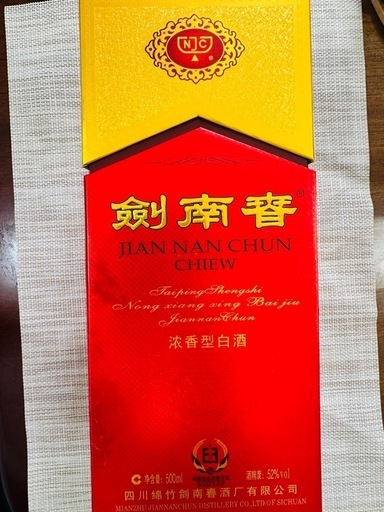 NC
®
劍南春®
JIAN NAN CHUN
CHIEW
TaipingShengshi
Nong xiang xing Bai jiu
JiannanChun
浓香型白酒
C 净含量: 500ml 酒精度: 52%vol
四川绵竹剑南春酒厂有限公司
MIANZHU JIANNANCHUN DISTILLERY CO.,LTD OF SICHUAN